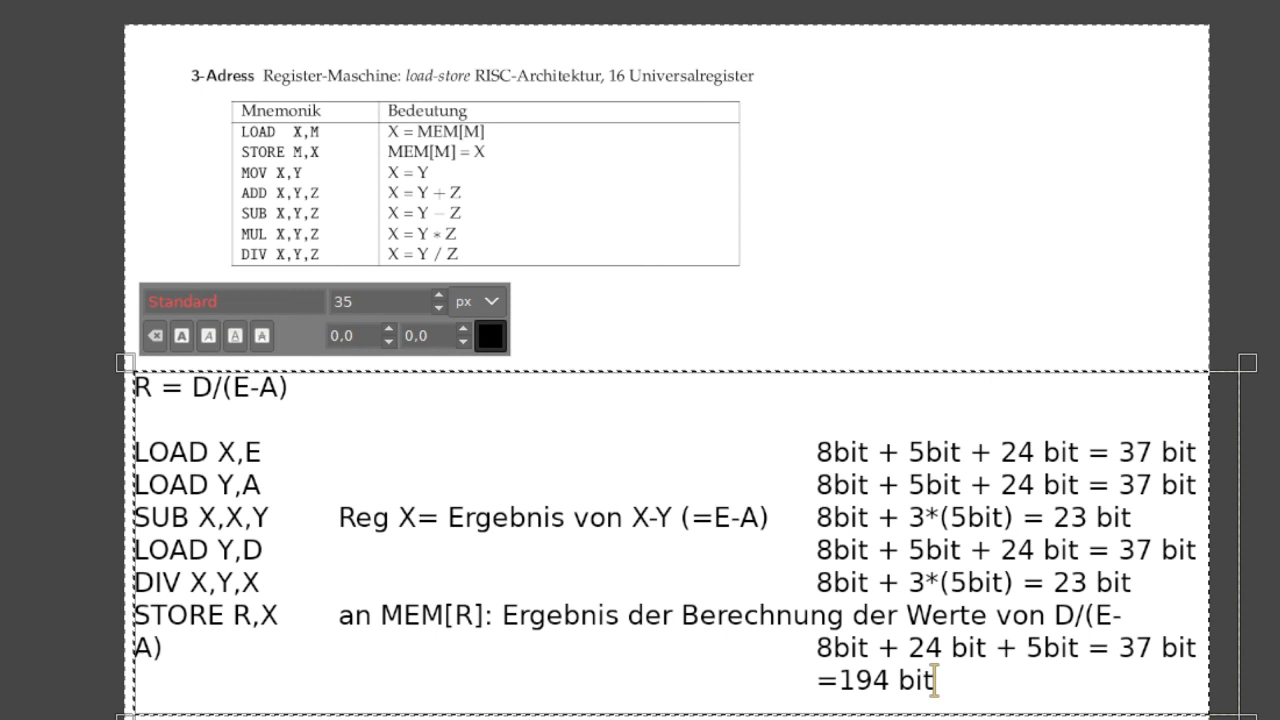 3-Adress Register-Maschine: load-store RISC-Architektur, 16 Universalregister
Mnemonik Bedeutung
LOAD X,M X = MEM[M]
STORE M,X MEM[M] = X
MOV X,Y X = Y
ADD X,Y,Z X = Y + Z
SUB X,Y,Z X = Y − Z
MUL X,Y,Z X = Y * Z
DIV X,Y,Z X = Y / Z
Standard 35 px
A A A A 0,0 0,0
R = D/(E-A)
LOAD X,E 8bit + 5bit + 24 bit = 37 bit
LOAD Y,A 8bit + 5bit + 24 bit = 37 bit
SUB X,X,Y Reg X= Ergebnis von X-Y (=E-A) 8bit + 3*(5bit) = 23 bit
LOAD Y,D 8bit + 5bit + 24 bit = 37 bit
DIV X,Y,X 8bit + 3*(5bit) = 23 bit
STORE R,X an MEM[R]: Ergebnis der Berechnung der Werte von D/(E-
A) 8bit + 24 bit + 5bit = 37 bit
=194 bit